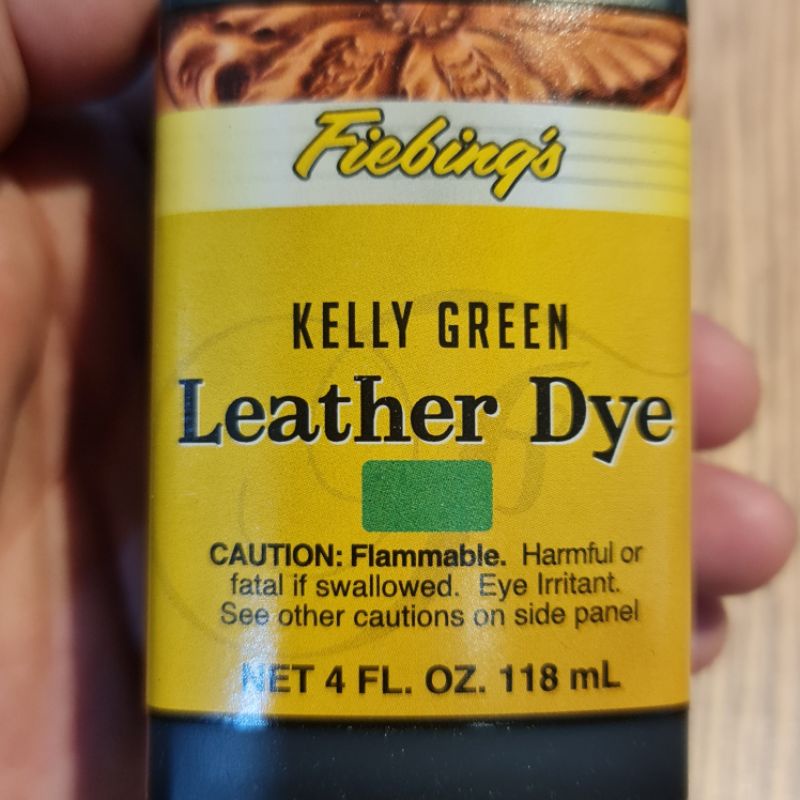 Fiebing's
KELLY GREEN
Leather Dye
CAUTION: Flammable. Harmful or
fatal if swallowed. Eye Irritant.
See other cautions on side panel
NET 4 FL. OZ. 118 mL